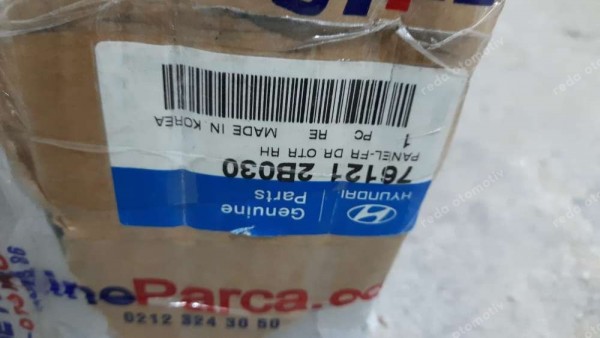 HYUNDAI
Genuine
Parts
76121 2B030
PANEL-FR DR OTR RH
1 PC RE MADE IN KOREA
neParca.co
0212 324 30 60
redo otomotiv